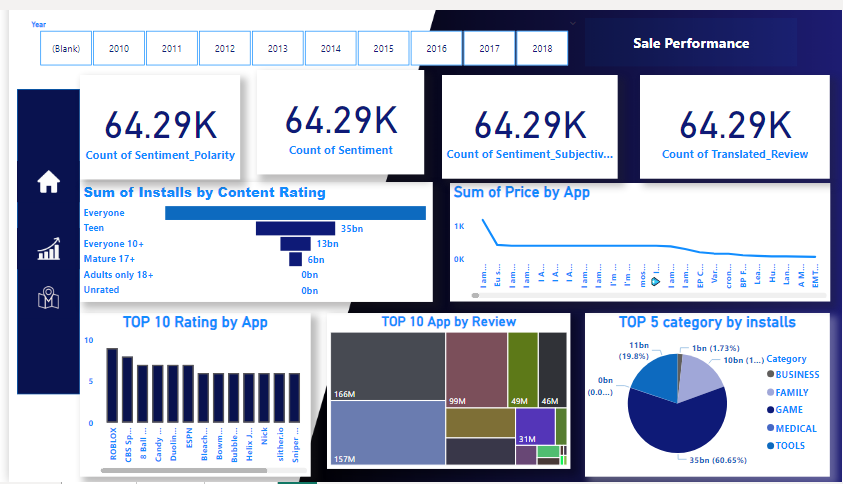 Year
(Blank)
2010
2011
2012
2013
2014
2015
2016
2017
2018
Sale Performance
64.29K
Count of Sentiment_Polarity
64.29K
Count of Sentiment
64.29K
Count of Sentiment_Subjectiv...
64.29K
Count of Translated_Review
Sum of Installs by Content Rating
Everyone
Teen
35bn
Everyone 10+
13bn
Mature 17+
6bn
Adults only 18+
0bn
Unrated
0bn
Sum of Price by App
1K
0K
I am...
Eu s...
I am...
I am...
I A...
I A...
I A...
I am...
I am...
I'm ...
I'm ...
mos...
I...
I am...
I am...
EP C...
Var...
cron...
BP F...
Lea...
Hu...
Lan...
A M...
EMT...
TOP 10 Rating by App
10
5
0
ROBLOX
CBS Sp...
8 Ball ...
Candy ...
Duolin...
ESPN
Bleach...
Bowm...
Bubble...
Helix J...
Nick
slither.io
Sniper ...
TOP 10 App by Review
166M
157M
99M
49M
46M
31M
TOP 5 category by installs
11bn
(19.8%)
1bn (1.73%)
10bn (1...)
0bn
(0.0...)
35bn (60.65%)
Category
BUSINESS
FAMILY
GAME
MEDICAL
TOOLS